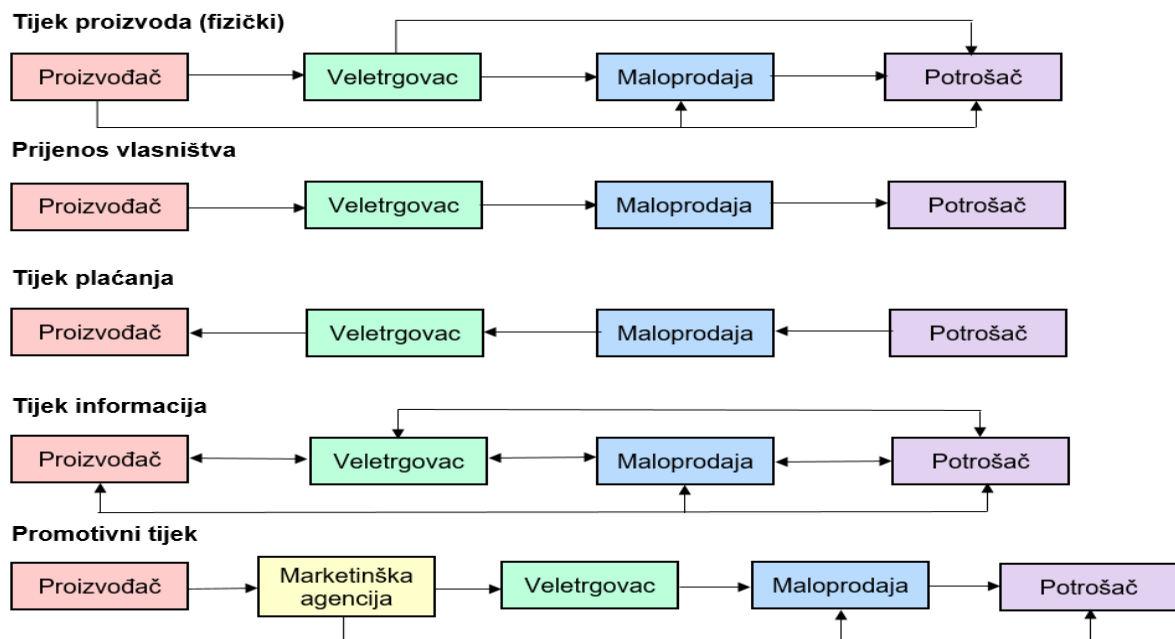 Tijek proizvoda (fizički)
Proizvođač
Veletrgovac
Maloprodaja
Potrošač
Prijenos vlasništva
Proizvođač
Veletrgovac
Maloprodaja
Potrošač
Tijek plaćanja
Proizvođač
Veletrgovac
Maloprodaja
Potrošač
Tijek informacija
Proizvođač
Veletrgovac
Maloprodaja
Potrošač
Promotivni tijek
Proizvođač
Marketinška
agencija
Veletrgovac
Maloprodaja
Potrošač